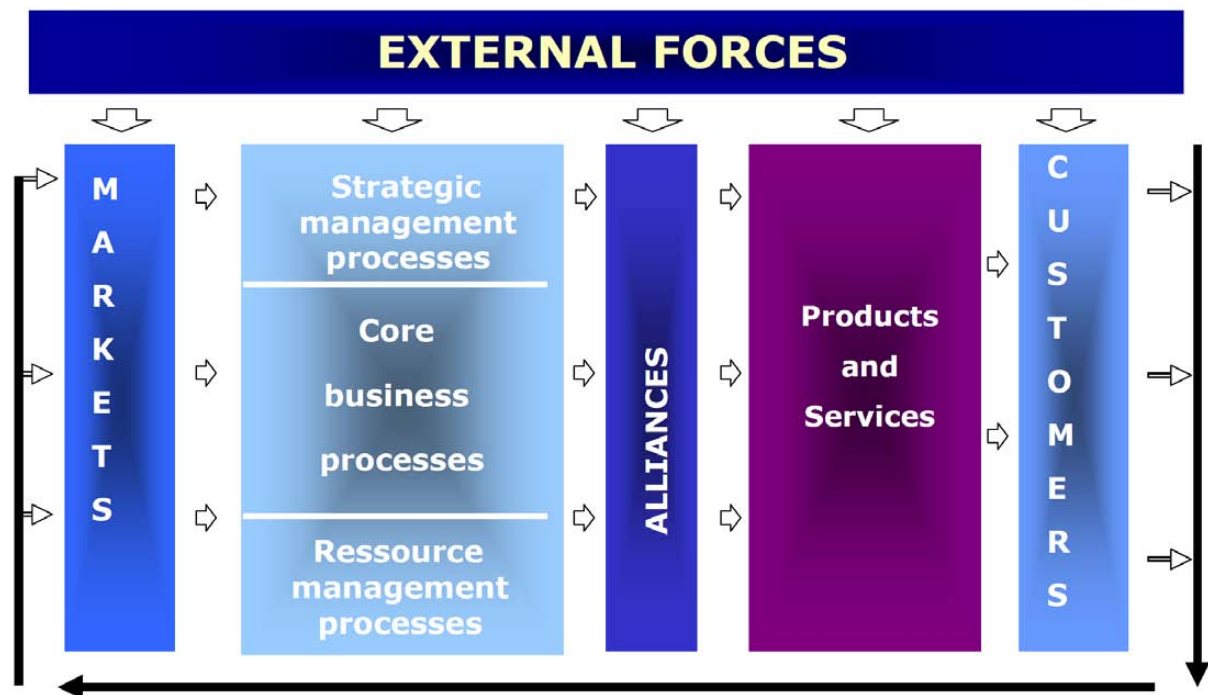 EXTERNAL FORCES
MARKETS
Strategic
management
processes
Core
business
processes
Ressource
management
processes
ALLIANCES
Products
and
Services
CUSTOMERS